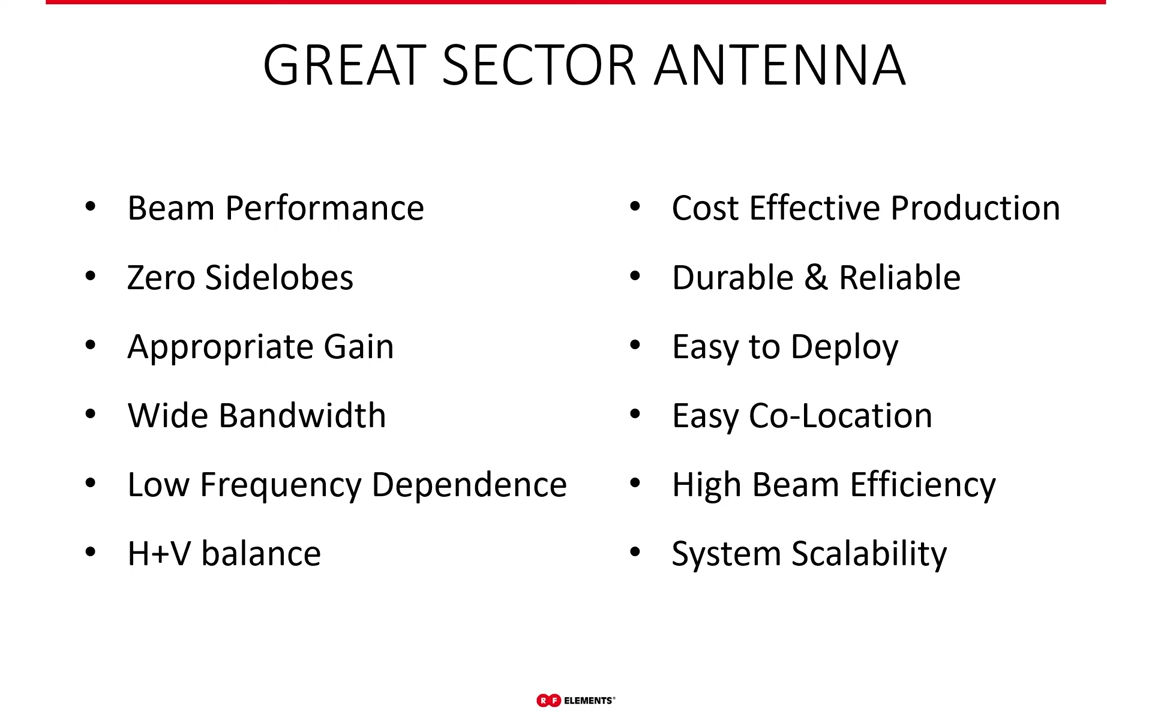 GREAT SECTOR ANTENNA
• Beam Performance
• Zero Sidelobes
• Appropriate Gain
• Wide Bandwidth
• Low Frequency Dependence
• H+V balance
• Cost Effective Production
• Durable & Reliable
• Easy to Deploy
• Easy Co-Location
• High Beam Efficiency
• System Scalability
RF ELEMENTS®